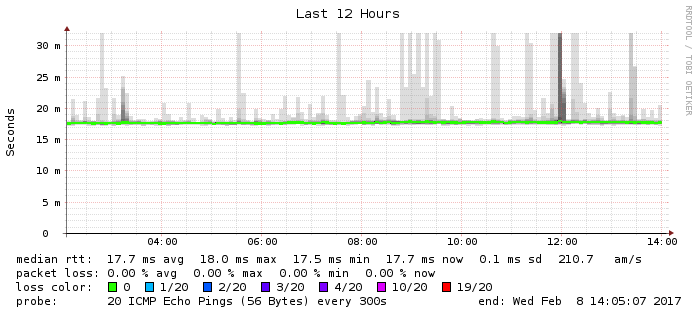 Last 12 Hours
RRDTOOL / TOBI OETIKER
Seconds
30 m
25 m
20 m
15 m
10 m
5 m
0
04:00 06:00 08:00 10:00 12:00 14:00
median rtt: 17.7 ms avg 18.0 ms max 17.5 ms min 17.7 ms now 0.1 ms sd 210.7 am/s
packet loss: 0.00 % avg 0.00 % max 0.00 % min 0.00 % now
loss color: 0 1/20 2/20 3/20 4/20 10/20 19/20
probe: 20 ICMP Echo Pings (56 Bytes) every 300s end: Wed Feb 8 14:05:07 2017